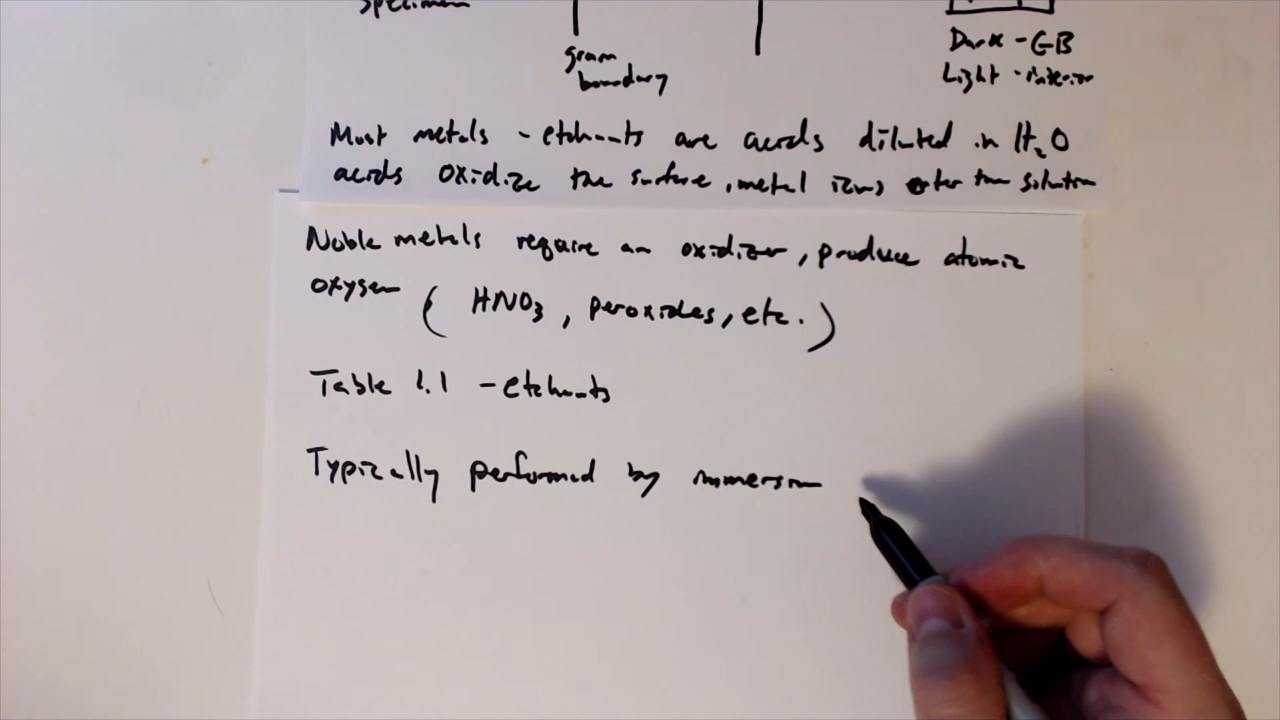 Specimen
grain
boundary
Dark - GB
Light - interior
Most metals - etchants are acids diluted in H₂O
acids oxidize the surface, metal ions enter the solution
Noble metals require an oxidizer, produce atomic
oxygen ( HNO₃, peroxides, etc. )
Table 1.1 - etchants
Typically performed by immersion